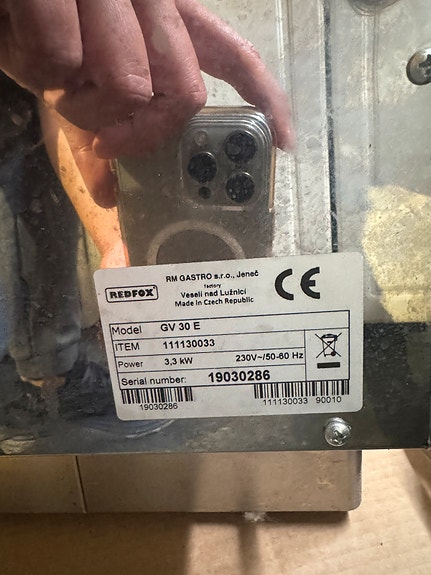 REDFOX
RM GASTRO s.r.o., Jeneč
factory
Veselí nad Lužnicí
Made in Czech Republic
CE
Model GV 30 E
ITEM 111130033
Power 3,3 kW 230V~/50-60 Hz
Serial number: 19030286
19030286 111130033 90010